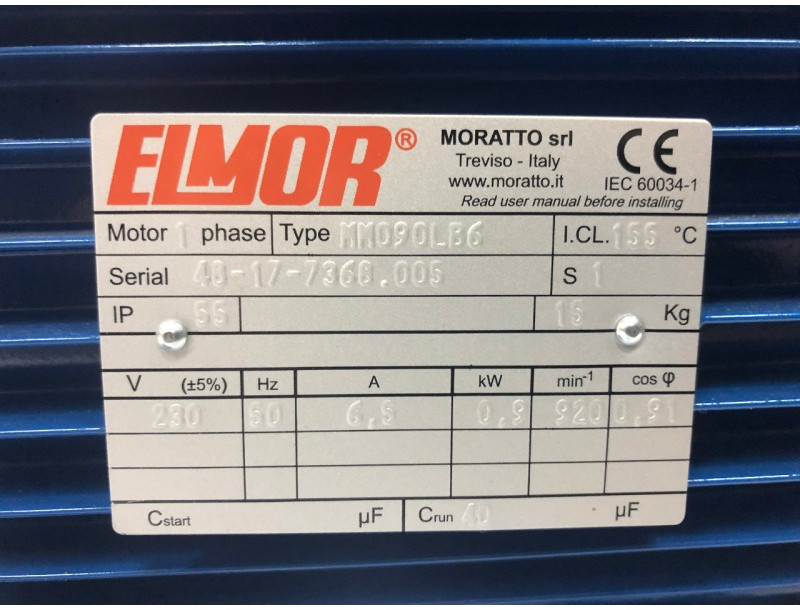 ELMOR®
MORATTO srl
Treviso - Italy
www.moratto.it
CE
IEC 60034-1
Read user manual before installing
Motor 1 phase Type MM090LB6 I.CL. 155 °C
Serial 40-17-7368.005 S 1
IP 55 15 Kg
V (±5%) Hz A kW min-1 cos φ
230 50 6,5 0,9 920 0,91
Cstart µF Crun 40 µF